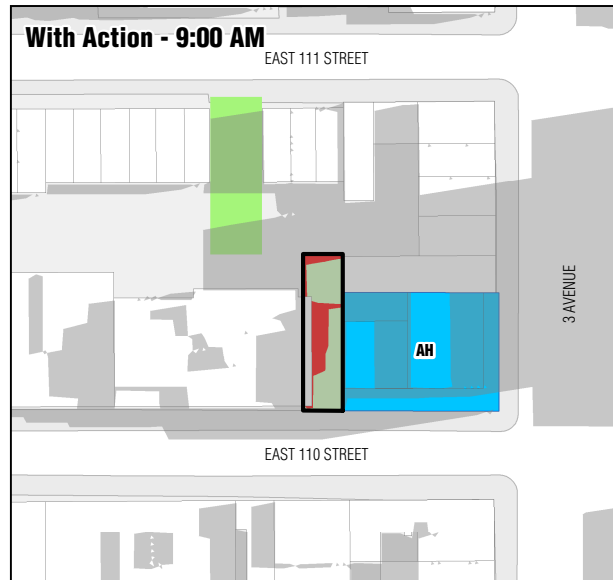 With Action - 9:00 AM
EAST 111 STREET
3 AVENUE
AH
EAST 110 STREET